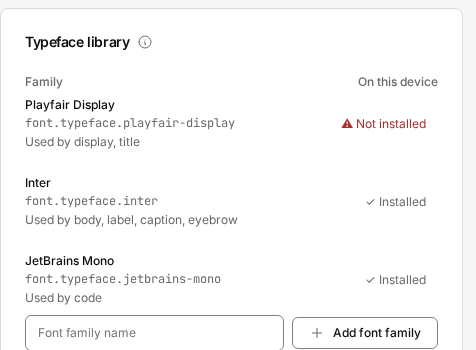 Typeface library
Family
On this device
Playfair Display
font.typeface.playfair-display
Not installed
Used by display, title
Inter
font.typeface.inter
Installed
Used by body, label, caption, eyebrow
JetBrains Mono
font.typeface.jetbrains-mono
Installed
Used by code
Font family name
Add font family